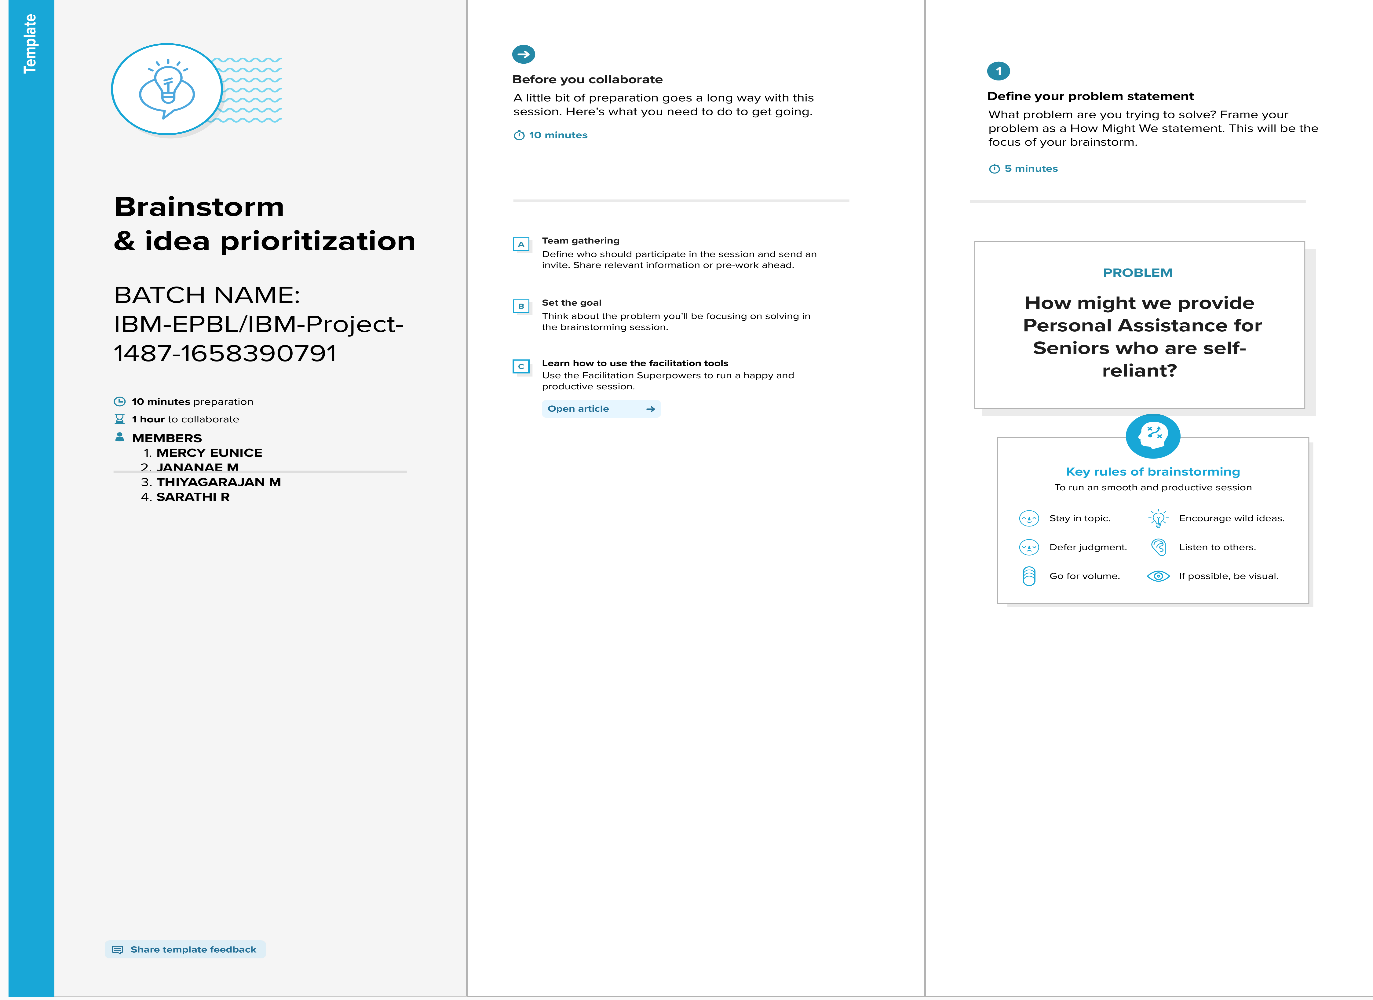 Template
Brainstorm
& idea prioritization
BATCH NAME:
IBM-EPBL/IBM-Project-
1487-1658390791
10 minutes preparation
1 hour to collaborate
MEMBERS
1. MERCY EUNICE
2. JANANAE M
3. THIYAGARAJAN M
4. SARATHI R
Share template feedback
Before you collaborate
A little bit of preparation goes a long way with this
session. Here's what you need to do to get going.
10 minutes
A
Team gathering
Define who should participate in the session and send an
invite. Share relevant information or pre-work ahead.
B
Set the goal
Think about the problem you'll be focusing on solving in
the brainstorming session.
C
Learn how to use the facilitation tools
Use the Facilitation Superpowers to run a happy and
productive session.
Open article
1
Define your problem statement
What problem are you trying to solve? Frame your
problem as a How Might We statement. This will be the
focus of your brainstorm.
5 minutes
PROBLEM
How might we provide
Personal Assistance for
Seniors who are self-
reliant?
Key rules of brainstorming
To run an smooth and productive session
Stay in topic.
Encourage wild ideas.
Defer judgment.
Listen to others.
Go for volume.
If possible, be visual.